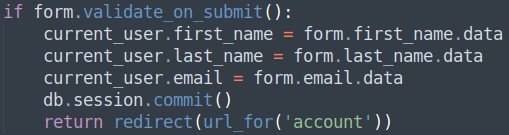 if form.validate_on_submit():
    current_user.first_name = form.first_name.data
    current_user.last_name = form.last_name.data
    current_user.email = form.email.data
    db.session.commit()
    return redirect(url_for('account'))